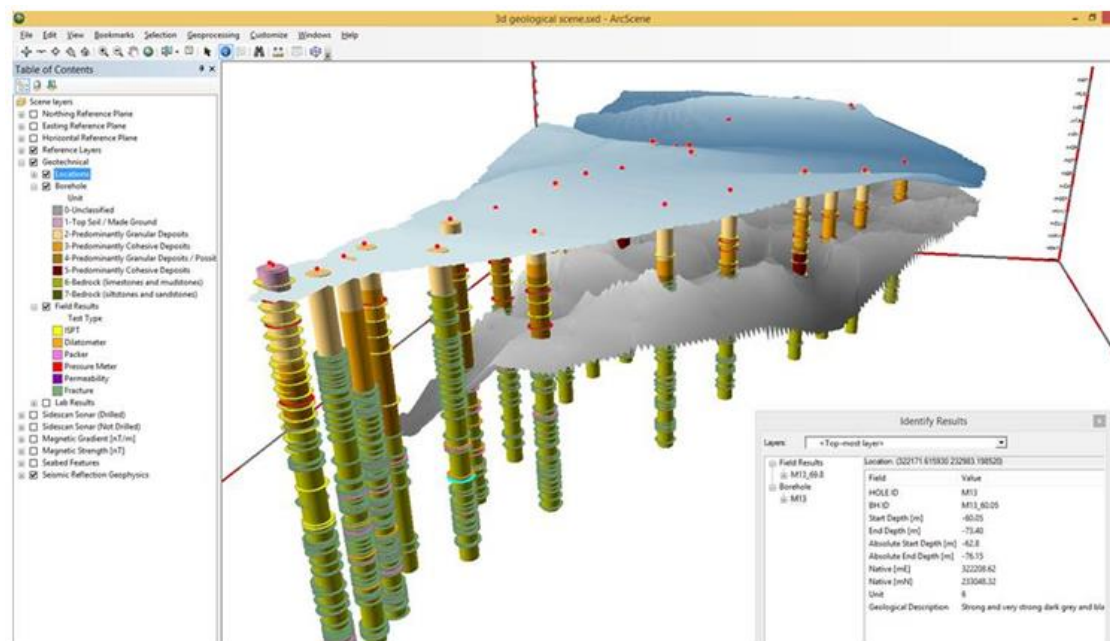 3d geological scene.sxd - ArcScene
File Edit View Bookmarks Selection Geoprocessing Customize Windows Help
Table of Contents
Scene layers
Northing Reference Plane
Easting Reference Plane
Horizontal Reference Plane
Reference Layers
Geotechnical
Locations
Borehole
Unit
0-Unclassified
1-Top Soil / Made Ground
2-Predominantly Granular Deposits
3-Predominantly Cohesive Deposits
4-Predominantly Granular Deposits / Possit
5-Predominantly Cohesive Deposits
6-Bedrock (limestones and mudstones)
7-Bedrock (siltstones and sandstones)
Field Results
Test Type
ISPT
Dilatometer
Packer
Pressure Meter
Permeability
Fracture
Lab Results
Sidescan Sonar (Drilled)
Sidescan Sonar (Not Drilled)
Magnetic Gradient [nT/m]
Magnetic Strength [nT]
Seabed Features
Seismic Reflection Geophysics
Identify Results
Layers: <Top-most layer>
Field Results
M13_69.8
Borehole
M13
Location: (322171.615930 232983.198520)
Field Value
HOLE ID M13
BH ID M13_60.05
Start Depth [m] -60.05
End Depth [m] -73.40
Absolute Start Depth [m] -62.8
Absolute End Depth [m] -76.15
Native [mE] 322208.62
Native [mN] 233048.32
Unit 6
Geological Description Strong and very strong dark grey and bla